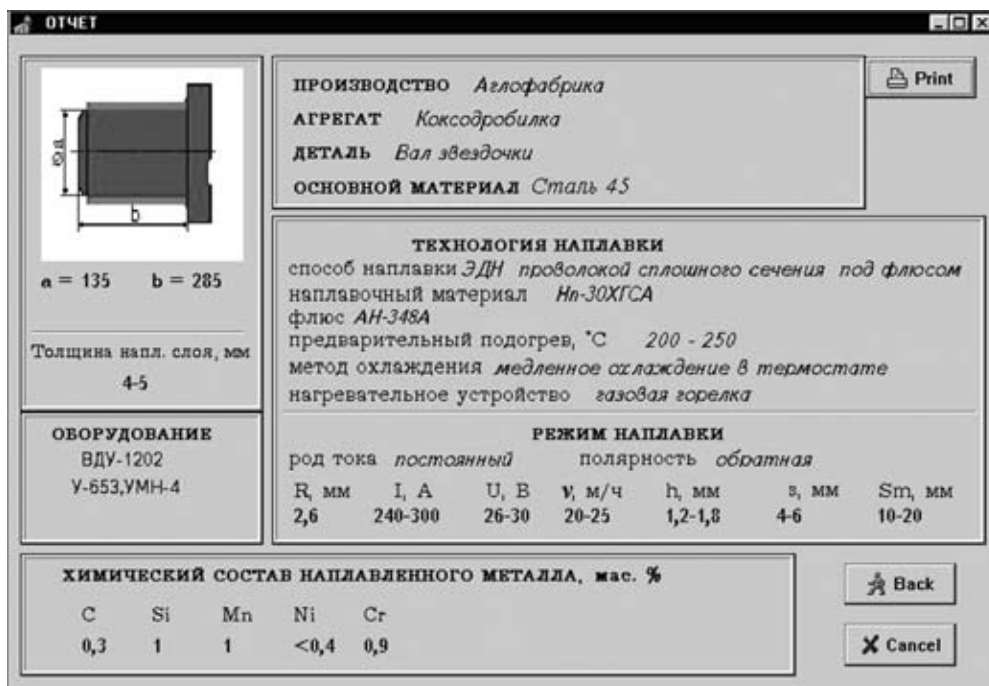 ОТЧЕТ
Print
øa
b
a = 135 b = 285
Толщина напл. слоя, мм
4-5
ОБОРУДОВАНИЕ
ВДУ-1202
У-653,УМН-4
ПРОИЗВОДСТВО Аглофабрика
АГРЕГАТ Коксодробилка
ДЕТАЛЬ Вал звездочки
ОСНОВНОЙ МАТЕРИАЛ Сталь 45
ТЕХНОЛОГИЯ НАПЛАВКИ
способ наплавки ЭДН проволокой сплошного сечения под флюсом
наплавочный материал Нп-30ХГСА
флюс АН-348А
предварительный подогрев, °С 200 - 250
метод охлаждения медленное охлаждение в термостате
нагревательное устройство газовая горелка
РЕЖИМ НАПЛАВКИ
род тока постоянный полярность обратная
R, мм I, А U, В v, м/ч h, мм s, мм Sm, мм
2,6 240-300 26-30 20-25 1,2-1,8 4-6 10-20
ХИМИЧЕСКИЙ СОСТАВ НАПЛАВЛЕННОГО МЕТАЛЛА, мас. %
C Si Mn Ni Cr
0,3 1 1 <0,4 0,9
Back
Cancel